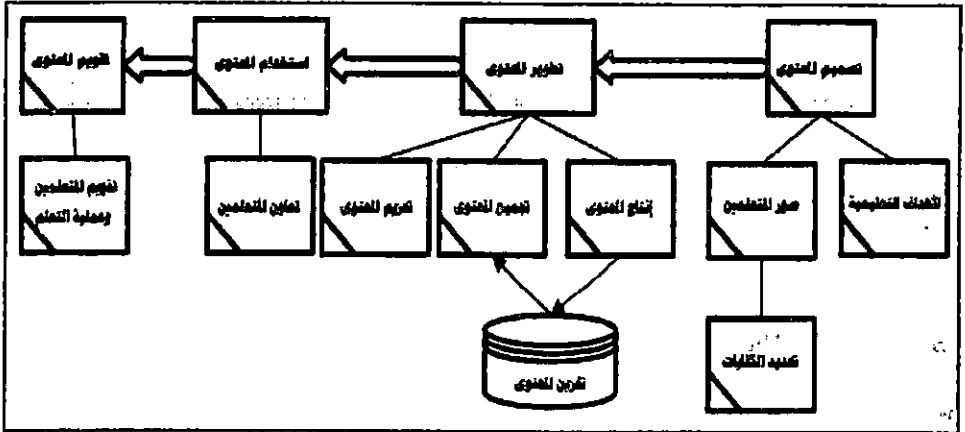 تصميم المحتوى
تطوير المحتوى
استخدام المحتوى
تقويم المحتوى
الأهداف التعليمية
صور المتعلمين
إنتاج المحتوى
تجميع المحتوى
تحزيم المحتوى
تعاون المتعلمين
تقويم المتعلمين
وعملية التعلم
تخزين المحتوى
تحديد الكفايات